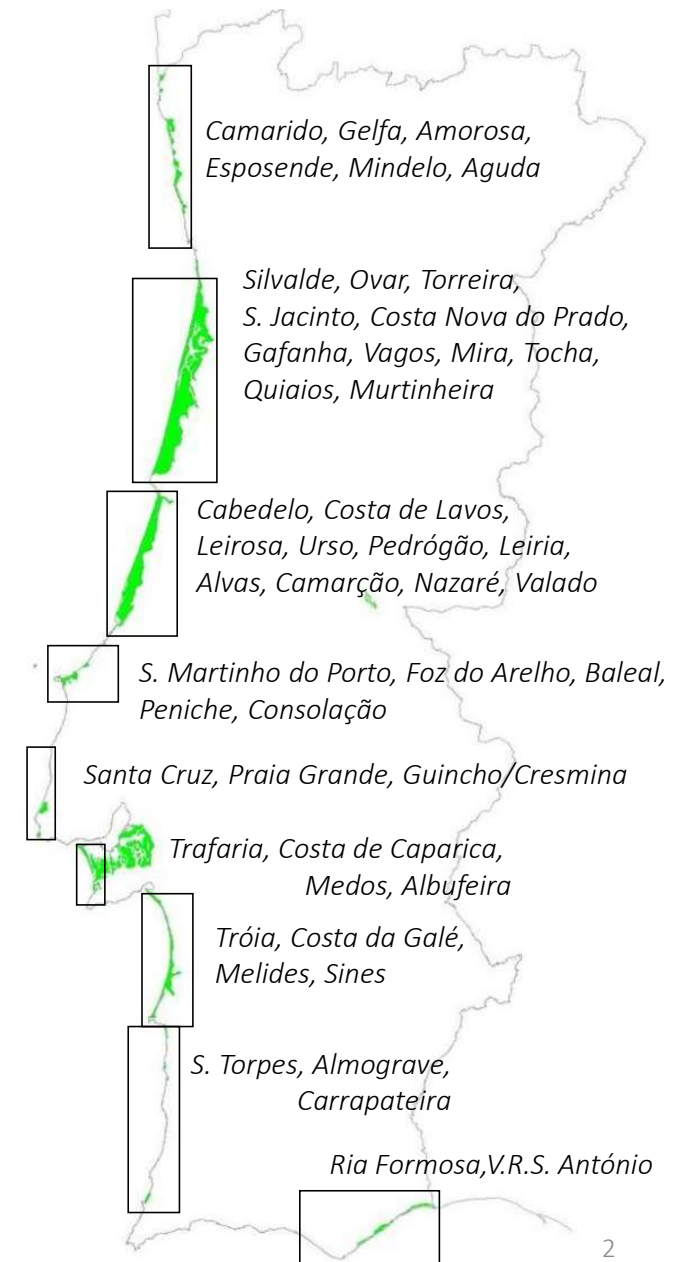 Camarido, Gelfa, Amorosa,
Esposende, Mindelo, Aguda
Silvalde, Ovar, Torreira,
S. Jacinto, Costa Nova do Prado,
Gafanha, Vagos, Mira, Tocha,
Quiaios, Murtinheira
Cabedelo, Costa de Lavos,
Leirosa, Urso, Pedrógão, Leiria,
Alvas, Camarção, Nazaré, Valado
S. Martinho do Porto, Foz do Arelho, Baleal,
Peniche, Consolação
Santa Cruz, Praia Grande, Guincho/Cresmina
Trafaria, Costa de Caparica,
Medos, Albufeira
Tróia, Costa da Galé,
Melides, Sines
S. Torpes, Almograve,
Carrapateira
Ria Formosa,V.R.S. António
2